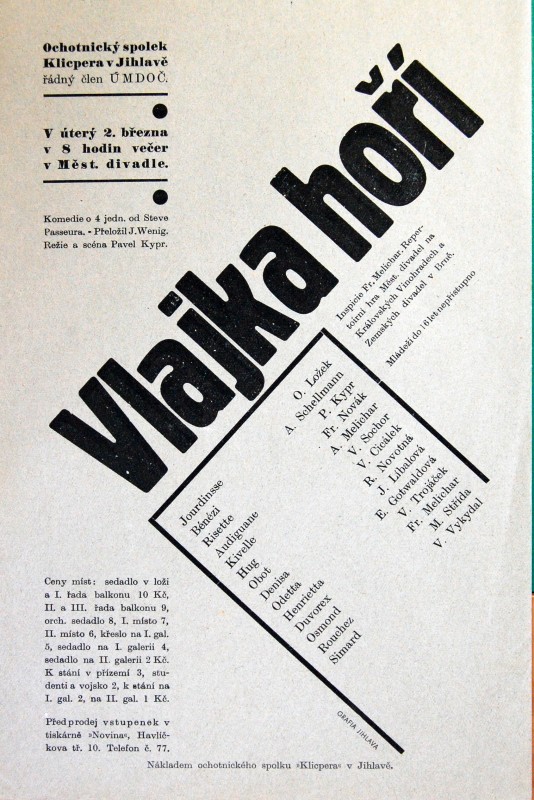 Ochotnický spolek
Klicpera v Jihlavě
řádný člen ÚMDOČ.
V úterý 2. března
v 8 hodin večer
v Měst. divadle.
Komedie o 4 jedn. od Steve
Passeura. - Přeložil J. Wenig.
Režie a scéna Pavel Kypr.
Vlajka hoří
Inspicie Fr. Melichar. Reper-
toirní hra Měst. divadel na
Královských Vinohradech a
Zemských divadel v Brně.
Mládeži do 16 let nepřístupno
Jourdinsse
Bénézi
Risette
Audiguane
Kivelle
Hug
Obot
Denisa
Odetta
Henrietta
Duvorex
Osmond
Rouchez
Simard
O. Ložek
A. Schellmann
P. Kypr
Fr. Novák
A. Melichar
V. Sochor
V. Cicálek
R. Novotná
J. Líbalová
E. Gotwaldová
V. Trojáček
Fr. Melichar
M. Střída
V. Vykydal
Ceny míst: sedadlo v loži
a I. řada balkonu 10 Kč,
II. a III. řada balkonu 9,
orch. sedadlo 8, I. místo 7,
II. místo 6, křeslo na I. gal.
5, sedadlo na I. galerii 4,
sedadlo na II. galerii 2 Kč.
K stání v přízemí 3, stu-
denti a vojsko 2, k stání na
I. gal. 2, na II. gal. 1 Kč.
Předprodej vstupenek v
tiskárně »Novina«, Havlíč-
kova tř. 10. Telefon č. 77.
GRAFIA JIHLAVA
Nákladem ochotnického spolku »Klicpera« v Jihlavě.